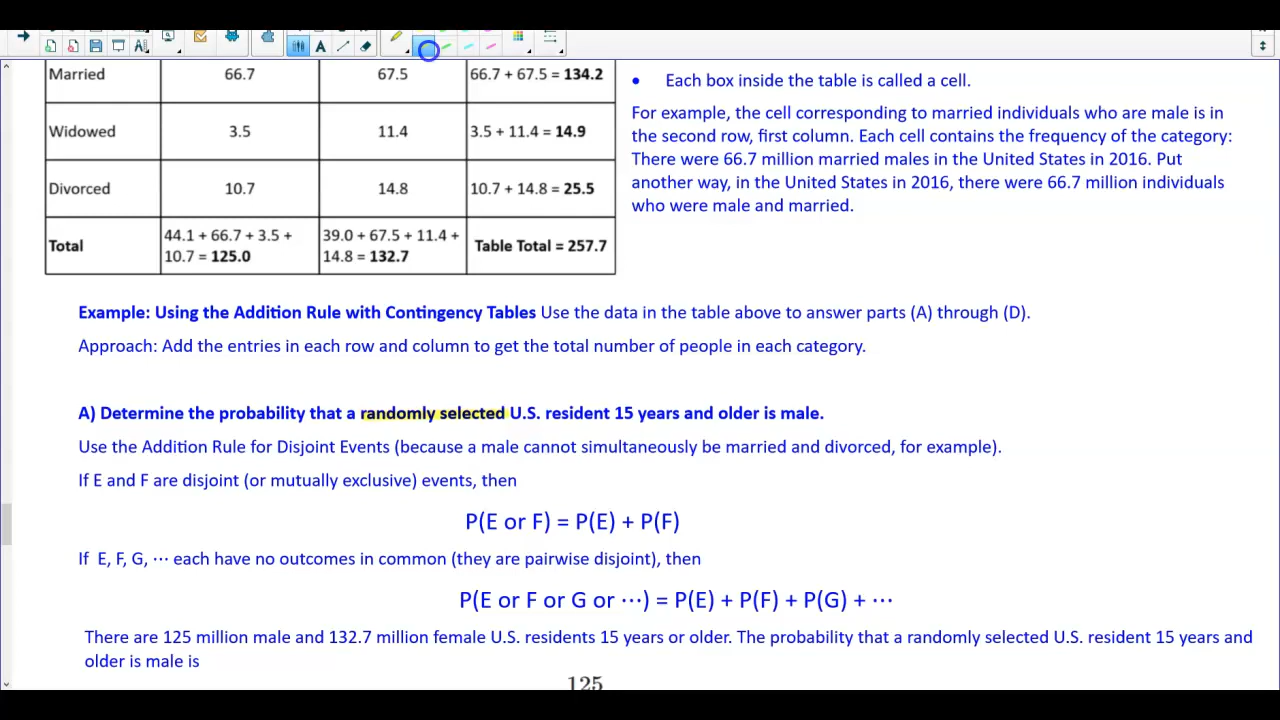 Married 66.7 67.5 66.7 + 67.5 = 134.2
Widowed 3.5 11.4 3.5 + 11.4 = 14.9
Divorced 10.7 14.8 10.7 + 14.8 = 25.5
Total 44.1 + 66.7 + 3.5 + 10.7 = 125.0 39.0 + 67.5 + 11.4 + 14.8 = 132.7 Table Total = 257.7
• Each box inside the table is called a cell.
For example, the cell corresponding to married individuals who are male is in
the second row, first column. Each cell contains the frequency of the category:
There were 66.7 million married males in the United States in 2016. Put
another way, in the United States in 2016, there were 66.7 million individuals
who were male and married.
Example: Using the Addition Rule with Contingency Tables Use the data in the table above to answer parts (A) through (D).
Approach: Add the entries in each row and column to get the total number of people in each category.
A) Determine the probability that a randomly selected U.S. resident 15 years and older is male.
Use the Addition Rule for Disjoint Events (because a male cannot simultaneously be married and divorced, for example).
If E and F are disjoint (or mutually exclusive) events, then
P(E or F) = P(E) + P(F)
If E, F, G, ⋯ each have no outcomes in common (they are pairwise disjoint), then
P(E or F or G or ⋯) = P(E) + P(F) + P(G) + ⋯
There are 125 million male and 132.7 million female U.S. residents 15 years or older. The probability that a randomly selected U.S. resident 15 years and
older is male is
125